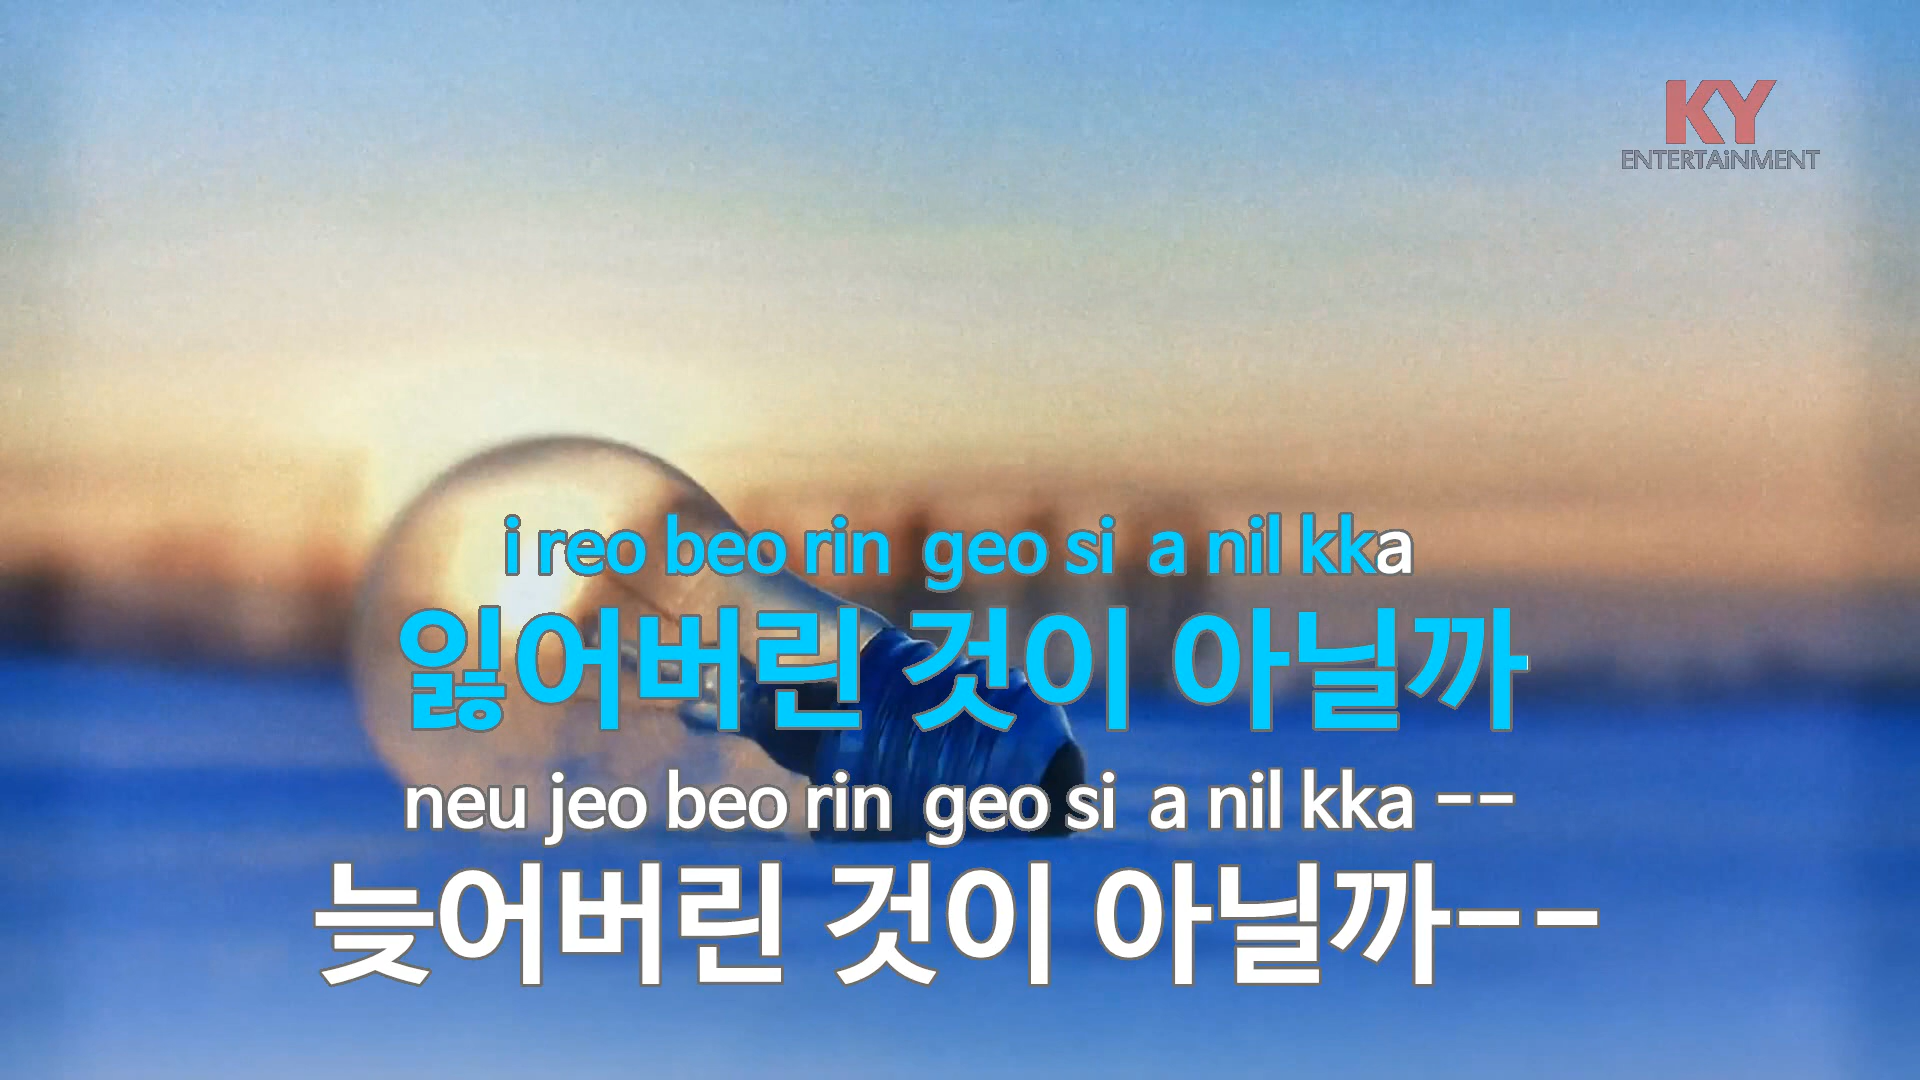 KY
ENTERTAiNMENT
i reo beo rin geo si a nil kka
잃어버린 것이 아닐까
neu jeo beo rin geo si a nil kka --
늦어버린 것이 아닐까--